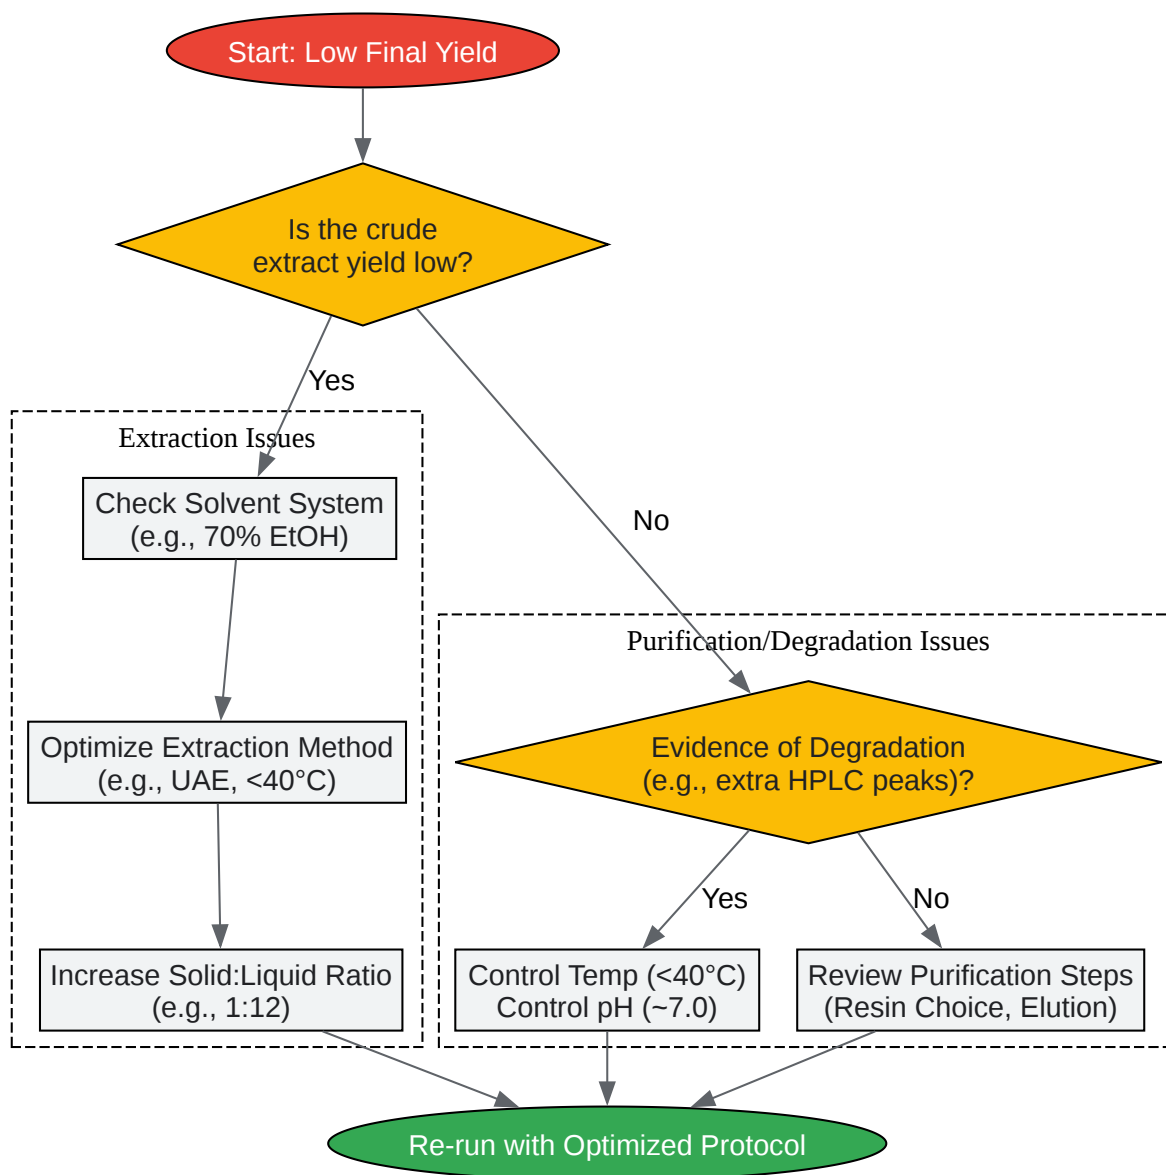 Start: Low Final Yield
Is the crude
extract yield low?
Yes
No
Extraction Issues
Check Solvent System
(e.g., 70% EtOH)
Optimize Extraction Method
(e.g., UAE, <40°C)
Increase Solid:Liquid Ratio
(e.g., 1:12)
Purification/Degradation Issues
Evidence of Degradation
(e.g., extra HPLC peaks)?
Yes
No
Control Temp (<40°C)
Control pH (~7.0)
Review Purification Steps
(Resin Choice, Elution)
Re-run with Optimized Protocol